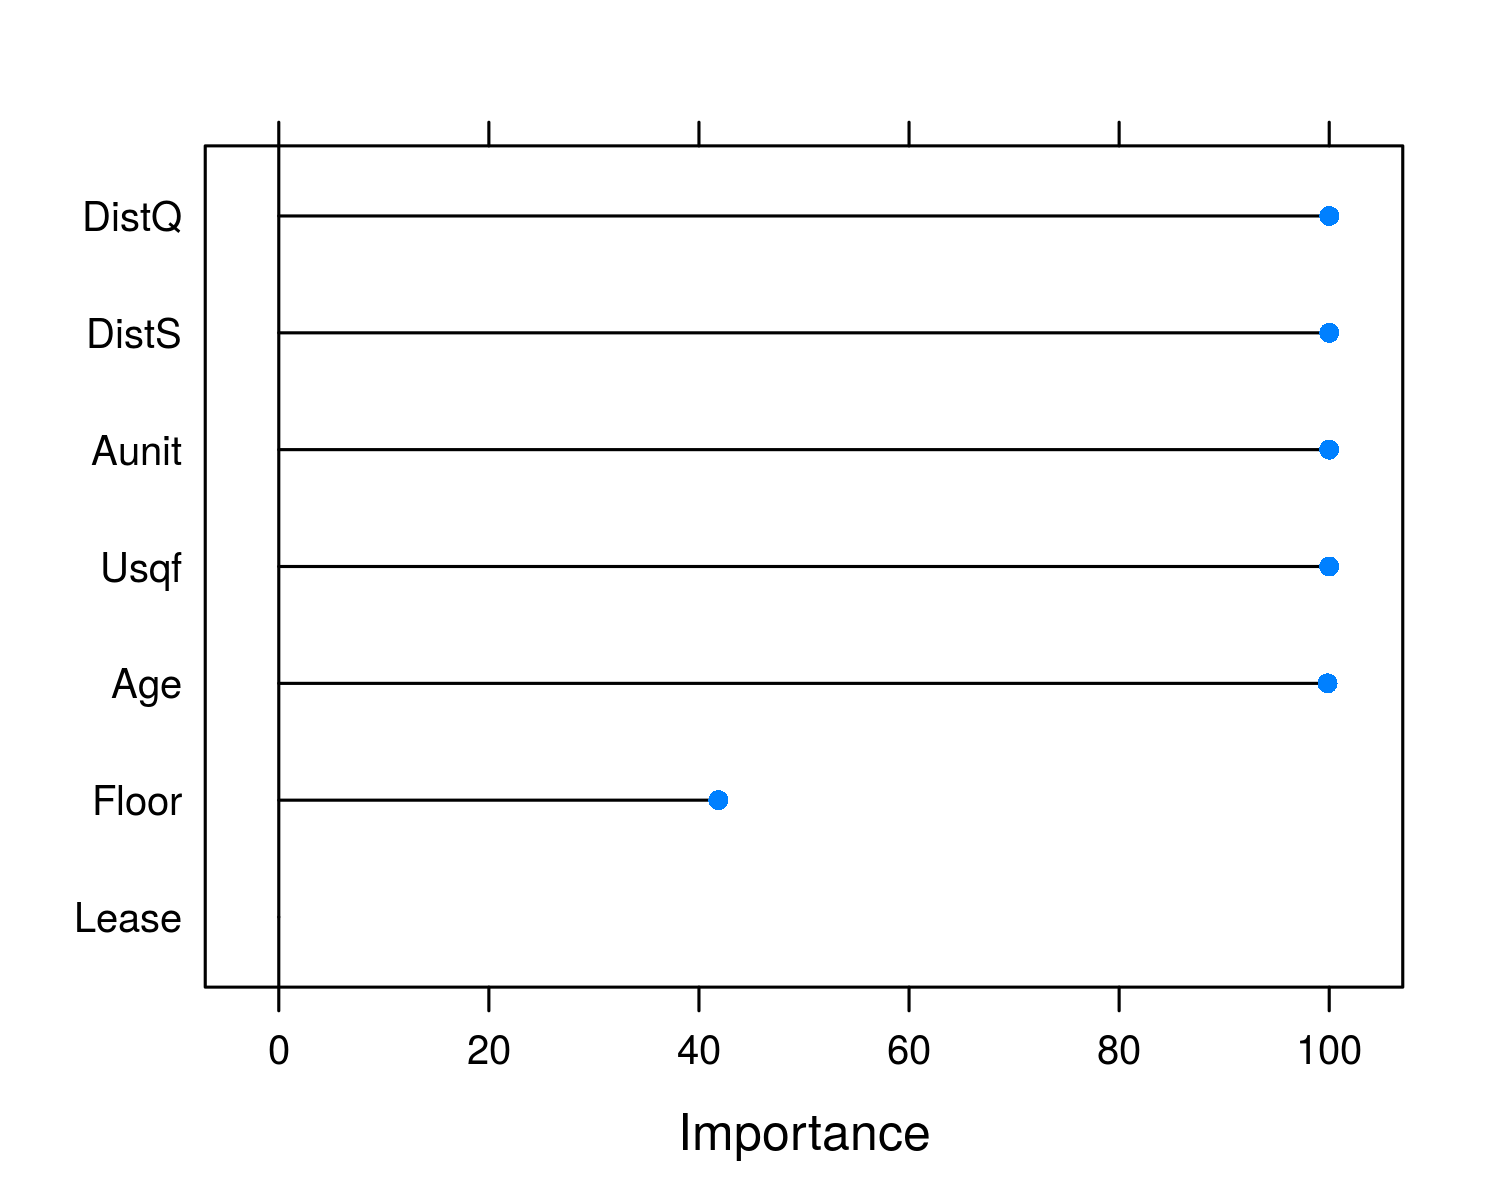 DistQ
DistS
Aunit
Usqf
Age
Floor
Lease
0 20 40 60 80 100
Importance